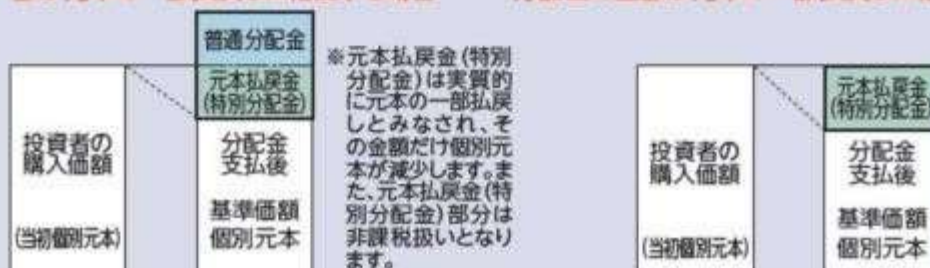 普通分配金
元本払戻金
(特別分配金)
投資者の
購入価額
(当初個別元本)
分配金
支払後
基準価額
個別元本
※元本払戻金(特別
分配金)は実質的
に元本の一部払戻
しとみなされ、そ
の金額だけ個別元
本が減少します。ま
た、元本払戻金(特
別分配金)部分は
非課税扱いとなり
ます。
投資者の
購入価額
(当初個別元本)
元本払戻金
(特別分配金)
分配金
支払後
基準価額
個別元本